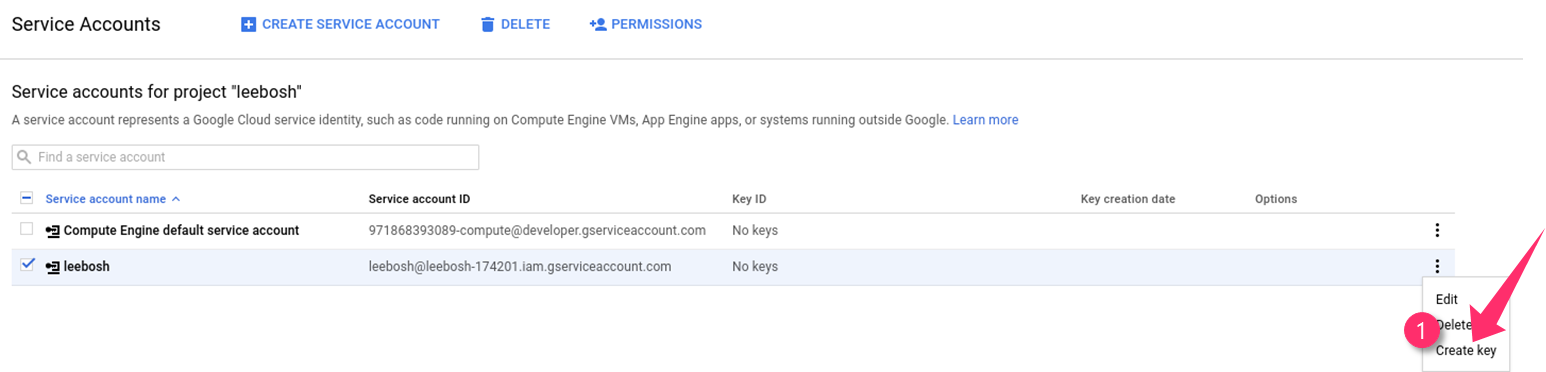 Service Accounts CREATE SERVICE ACCOUNT DELETE PERMISSIONS
Service accounts for project "leebosh"
A service account represents a Google Cloud service identity, such as code running on Compute Engine VMs, App Engine apps, or systems running outside Google. Learn more
Find a service account
Service account name Service account ID Key ID Key creation date Options
Compute Engine default service account 971868393089-compute@developer.gserviceaccount.com No keys
leebosh leebosh@leebosh-174201.iam.gserviceaccount.com No keys
Edit
1 Delete
Create key